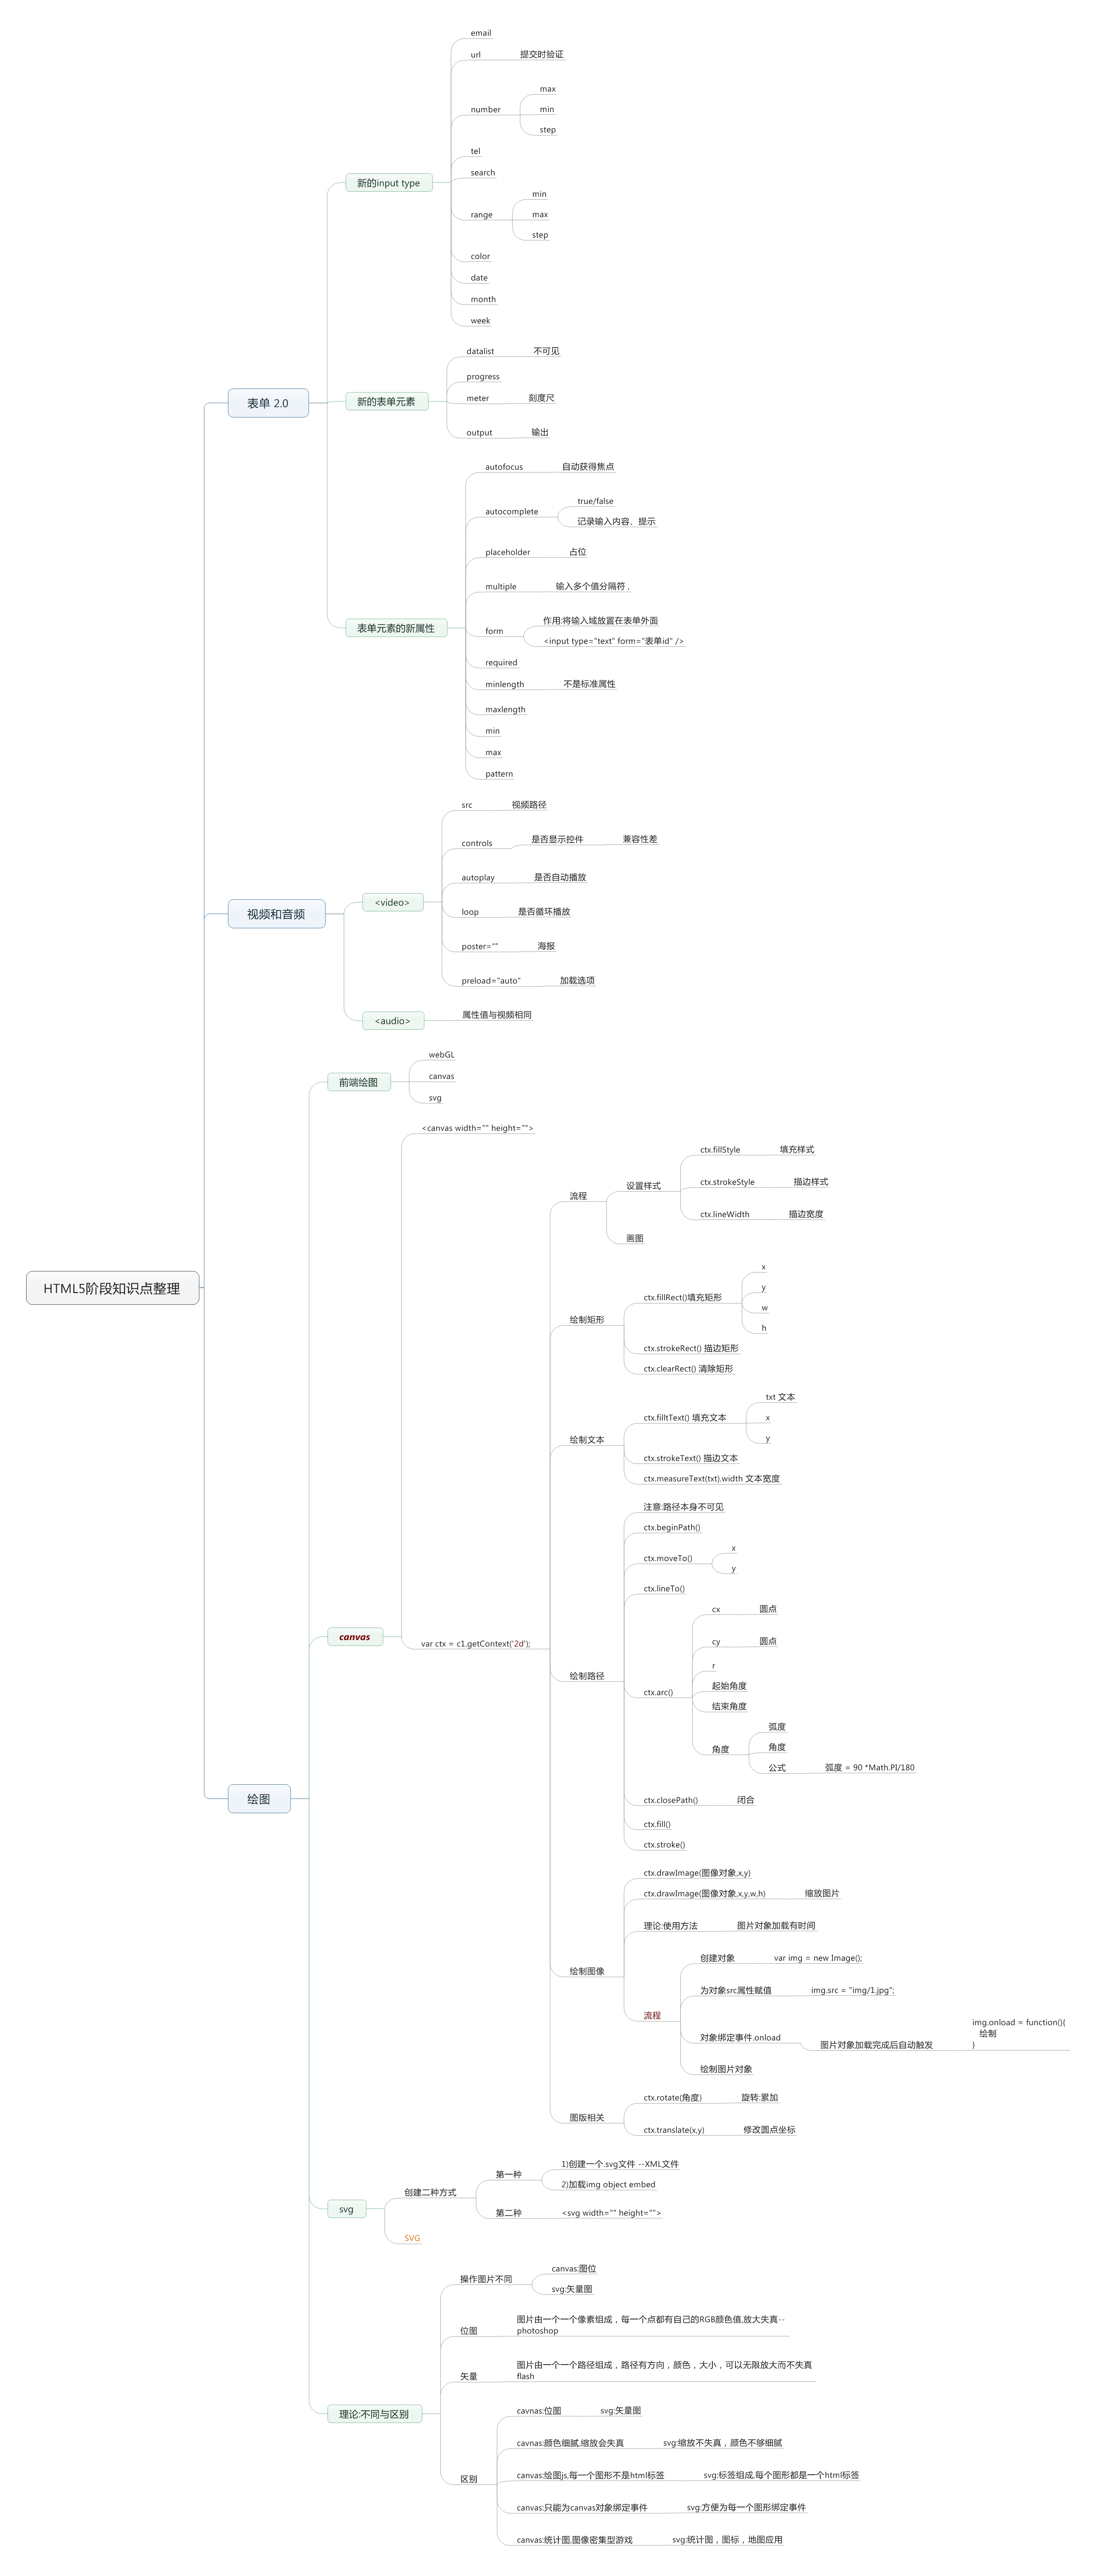 HTML5阶段知识点整理
表单 2.0
新的input type
email
url
提交时验证
number
max
min
step
tel
search
range
min
max
step
color
date
month
week
新的表单元素
datalist
不可见
progress
meter
刻度尺
output
输出
表单元素的新属性
autofocus
自动获得焦点
autocomplete
true/false
记录输入内容、提示
placeholder
占位
multiple
输入多个值分隔符 ,
form
作用:将输入域放置在表单外面
<input type="text" form="表单id" />
required
minlength
不是标准属性
maxlength
min
max
pattern
视频和音频
<video>
src
视频路径
controls
是否显示控件
兼容性差
autoplay
是否自动播放
loop
是否循环播放
poster=""
海报
preload="auto"
加载选项
<audio>
属性值与视频相同
绘图
前端绘图
webGL
canvas
svg
canvas
<canvas width="" height="">
var ctx = c1.getContext('2d');
流程
设置样式
ctx.fillStyle
填充样式
ctx.strokeStyle
描边样式
ctx.lineWidth
描边宽度
画图
绘制矩形
ctx.fillRect()填充矩形
x
y
w
h
ctx.strokeRect() 描边矩形
ctx.clearRect() 清除矩形
绘制文本
ctx.filltText() 填充文本
txt 文本
x
y
ctx.strokeText() 描边文本
ctx.measureText(txt).width 文本宽度
绘制路径
注意:路径本身不可见
ctx.beginPath()
ctx.moveTo()
x
y
ctx.lineTo()
ctx.arc()
cx
圆点
cy
圆点
r
起始角度
结束角度
角度
弧度
角度
公式
弧度 = 90 *Math.PI/180
ctx.closePath()
闭合
ctx.fill()
ctx.stroke()
绘制图像
ctx.drawImage(图像对象,x,y)
ctx.drawImage(图像对象,x,y,w,h)
缩放图片
理论:使用方法
图片对象加载有时间
流程
创建对象
var img = new Image();
为对象src属性赋值
img.src = "img/1.jpg";
对象绑定事件.onload
图片对象加载完成后自动触发
img.onload = function(){
绘制
}
绘制图片对象
图版相关
ctx.rotate(角度)
旋转:累加
ctx.translate(x,y)
修改圆点坐标
svg
创建二种方式
第一种
1)创建一个.svg文件 --XML文件
2)加载img object embed
第二种
<svg width="" height="">
SVG
理论:不同与区别
操作图片不同
canvas:图位
svg:矢量图
位图
图片由一个一个像素组成，每一个点都有自己的RGB颜色值,放大失真--
photoshop
矢量
图片由一个一个路径组成，路径有方向，颜色，大小，可以无限放大而不失真
flash
区别
cavnas:位图
svg:矢量图
cavnas:颜色细腻,缩放会失真
svg:缩放不失真，颜色不够细腻
canvas:绘图js,每一个图形不是html标签
svg:标签组成,每个图形都是一个html标签
canvas:只能为canvas对象绑定事件
svg:方便为每一个图形绑定事件
canvas:统计图,图像密集型游戏
svg:统计图，图标，地图应用